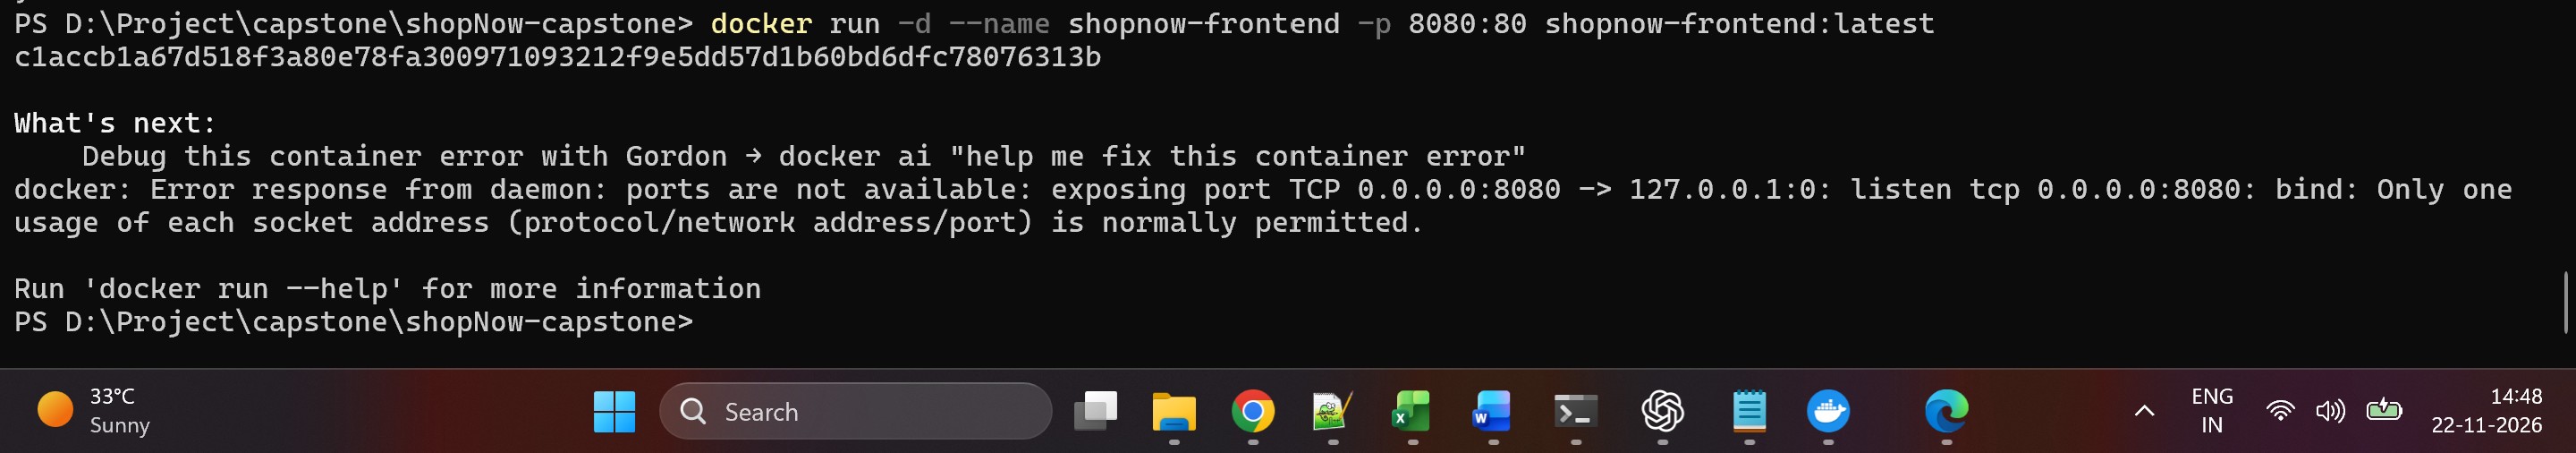 PS D:\Project\capstone\shopNow-capstone> docker run -d --name shopnow-frontend -p 8080:80 shopnow-frontend:latest
c1accb1a67d518f3a80e78fa300971093212f9e5dd57d1b60bd6dfc78076313b
What's next:
Debug this container error with Gordon → docker ai "help me fix this container error"
docker: Error response from daemon: ports are not available: exposing port TCP 0.0.0.0:8080 -> 127.0.0.1:0: listen tcp 0.0.0.0:8080: bind: Only one
usage of each socket address (protocol/network address/port) is normally permitted.
Run 'docker run --help' for more information
PS D:\Project\capstone\shopNow-capstone>
33°C
Sunny
Search
ENG
IN
14:48
22-11-2026